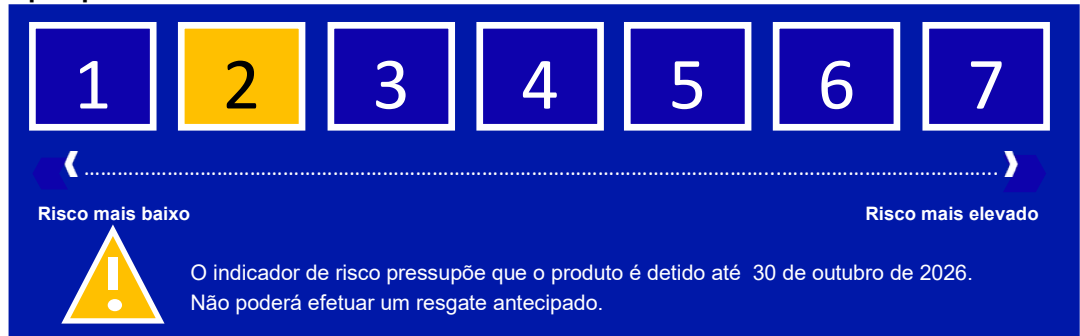 1 2 3 4 5 6 7
Risco mais baixo Risco mais elevado
O indicador de risco pressupõe que o produto é detido até 30 de outubro de 2026.
Não poderá efetuar um resgate antecipado.